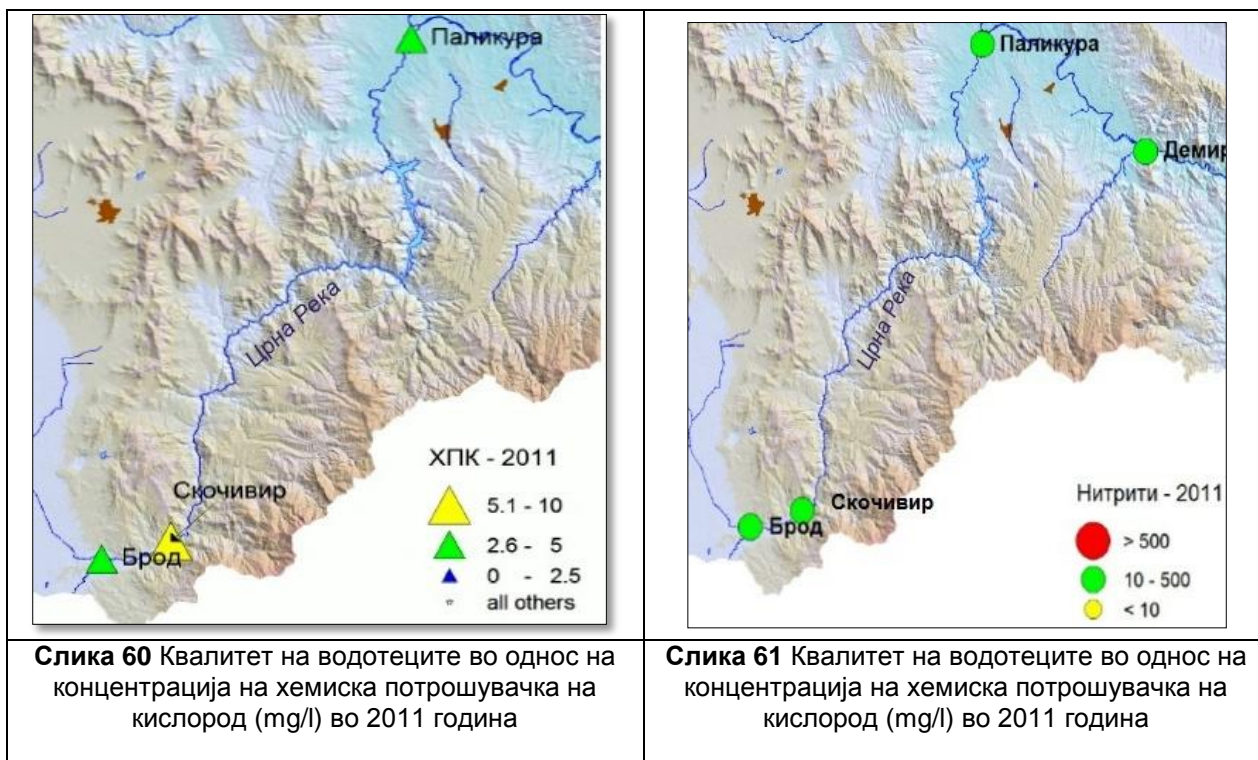 Паликура
Црна Река
Скочивир
Брод
ХПК - 2011
5.1 - 10
2.6 - 5
0 - 2.5
all others
Слика 60 Квалитет на водотеците во однос на
концентрација на хемиска потрошувачка на
кислород (mg/l) во 2011 година
Паликура
Демир
Црна Река
Скочивир
Брод
Нитрити - 2011
> 500
10 - 500
< 10
Слика 61 Квалитет на водотеците во однос на
концентрација на хемиска потрошувачка на
кислород (mg/l) во 2011 година